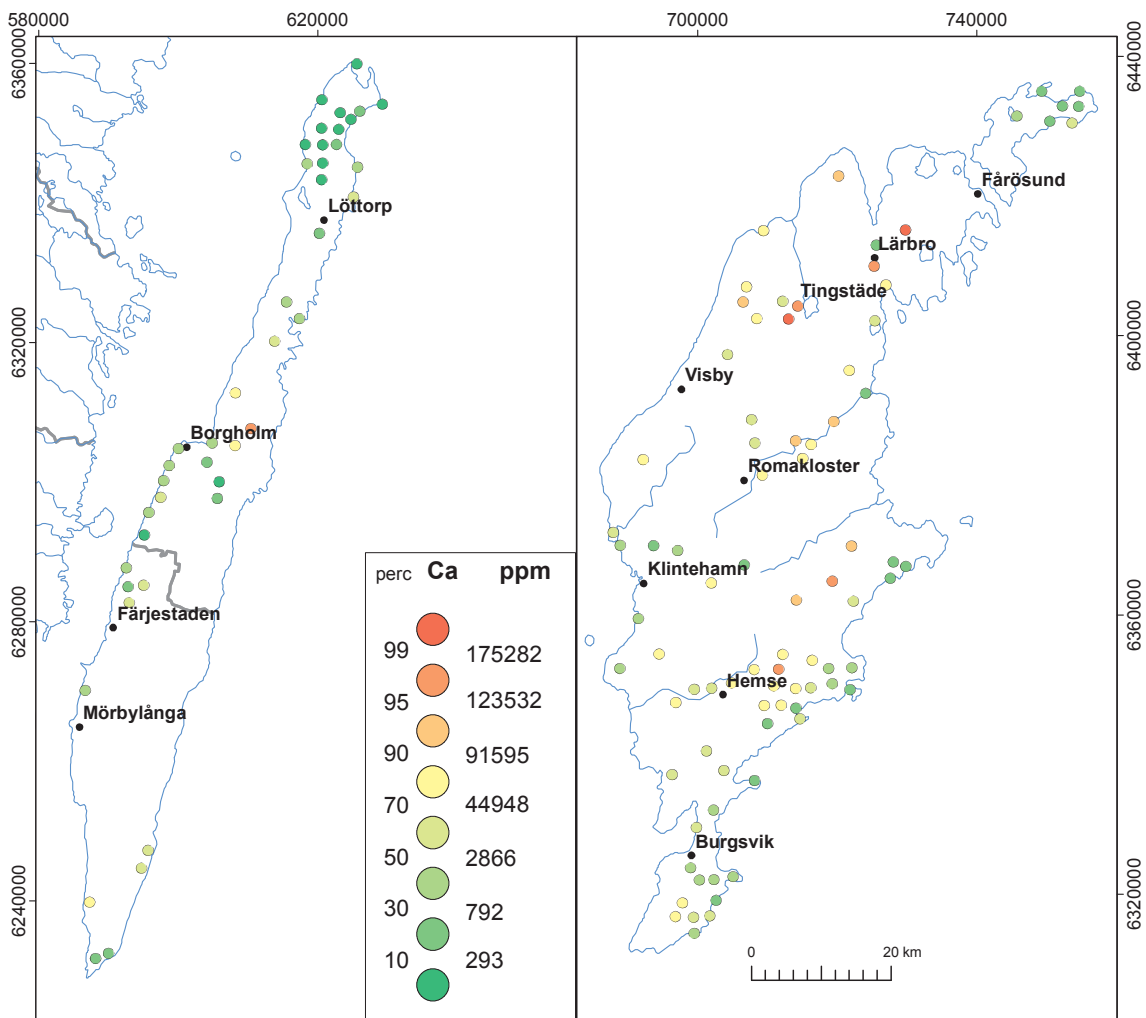 580000
620000
700000
740000
6360000
6320000
6280000
6240000
6440000
6400000
6360000
6320000
Löttorp
Borgholm
Färjestaden
Mörbylånga
Fårösund
Lärbro
Tingstäde
Visby
Romakloster
Klintehamn
Hemse
Burgsvik
perc Ca ppm
99 175282
95 123532
90 91595
70 44948
50 2866
30 792
10 293
0 20 km